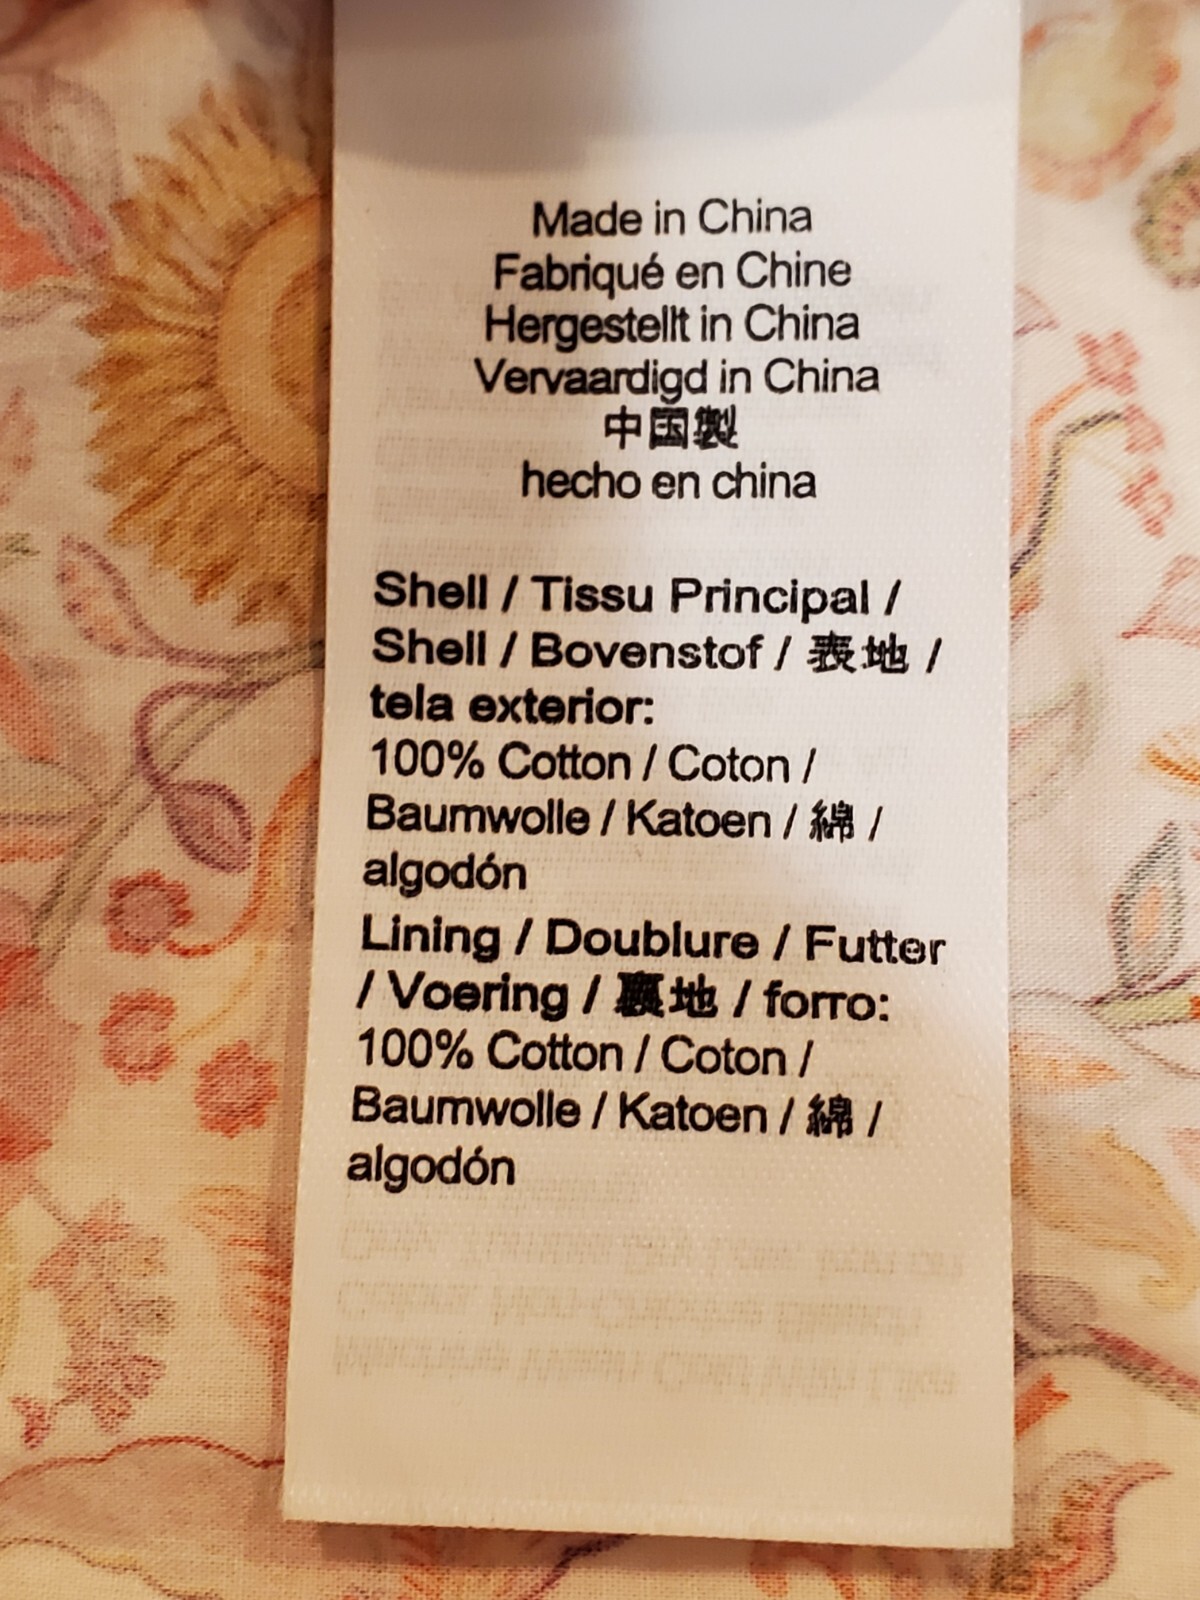 Made in China
Fabriqué en Chine
Hergestellt in China
Vervaardigd in China
中国製
hecho en china
Shell / Tissu Principal /
Shell / Bovenstof / 表地 /
tela exterior:
100% Cotton / Coton /
Baumwolle / Katoen / 綿 /
algodón
Lining / Doublure / Futter
/ Voering / 裏地 / forro:
100% Cotton / Coton /
Baumwolle / Katoen / 綿 /
algodón